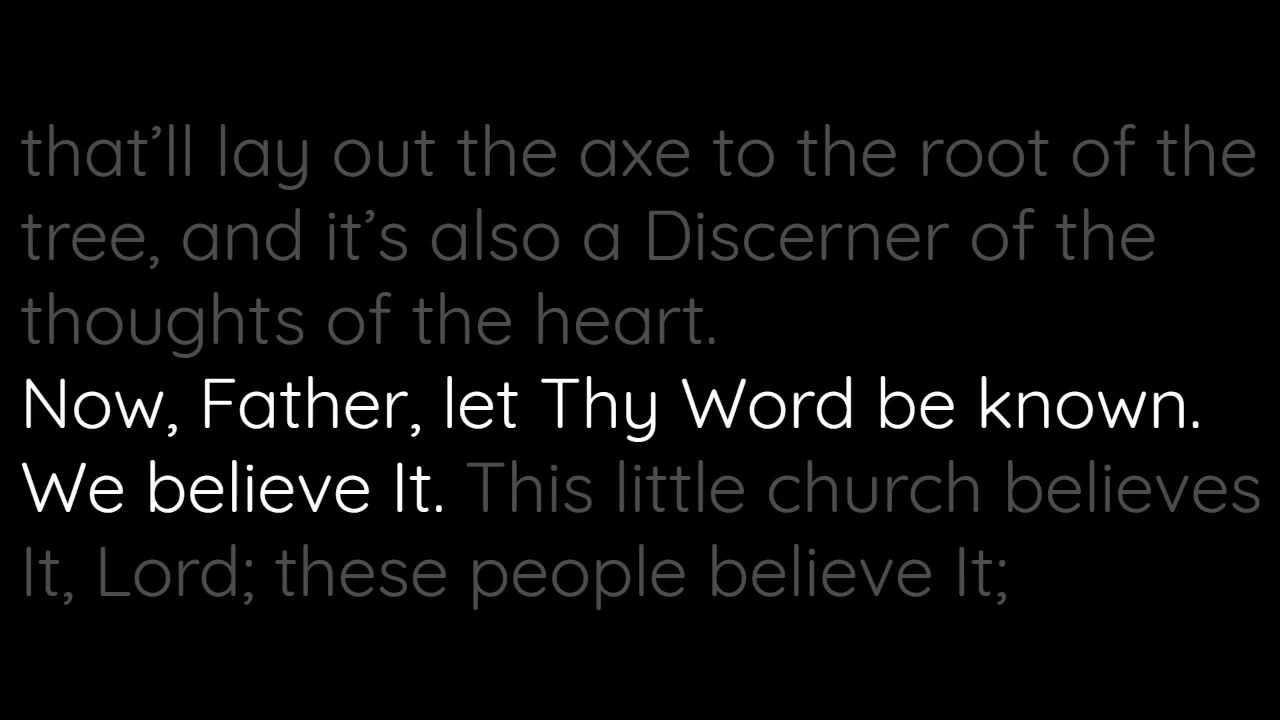 that’ll lay out the axe to the root of the
tree, and it’s also a Discerner of the
thoughts of the heart.
Now, Father, let Thy Word be known.
We believe It. This little church believes
It, Lord; these people believe It;